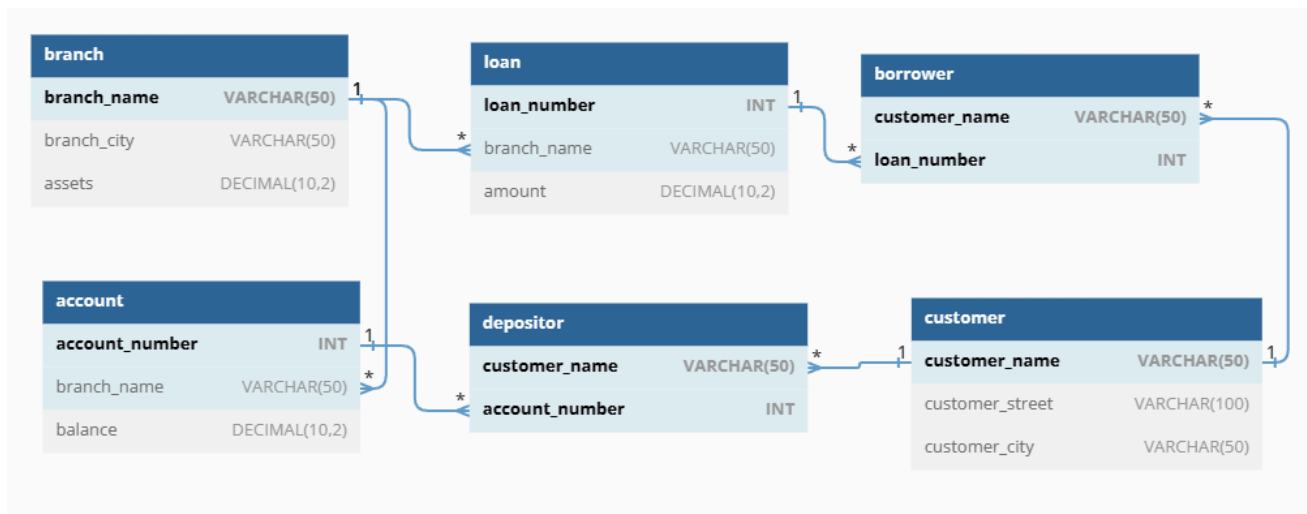 branch
branch_name VARCHAR(50)
branch_city VARCHAR(50)
assets DECIMAL(10,2)
1
*
*
loan
loan_number INT
branch_name VARCHAR(50)
amount DECIMAL(10,2)
1
*
borrower
customer_name VARCHAR(50)
loan_number INT
*
account
account_number INT
branch_name VARCHAR(50)
balance DECIMAL(10,2)
1
*
depositor
customer_name VARCHAR(50)
account_number INT
*
1
customer
customer_name VARCHAR(50)
customer_street VARCHAR(100)
customer_city VARCHAR(50)
1